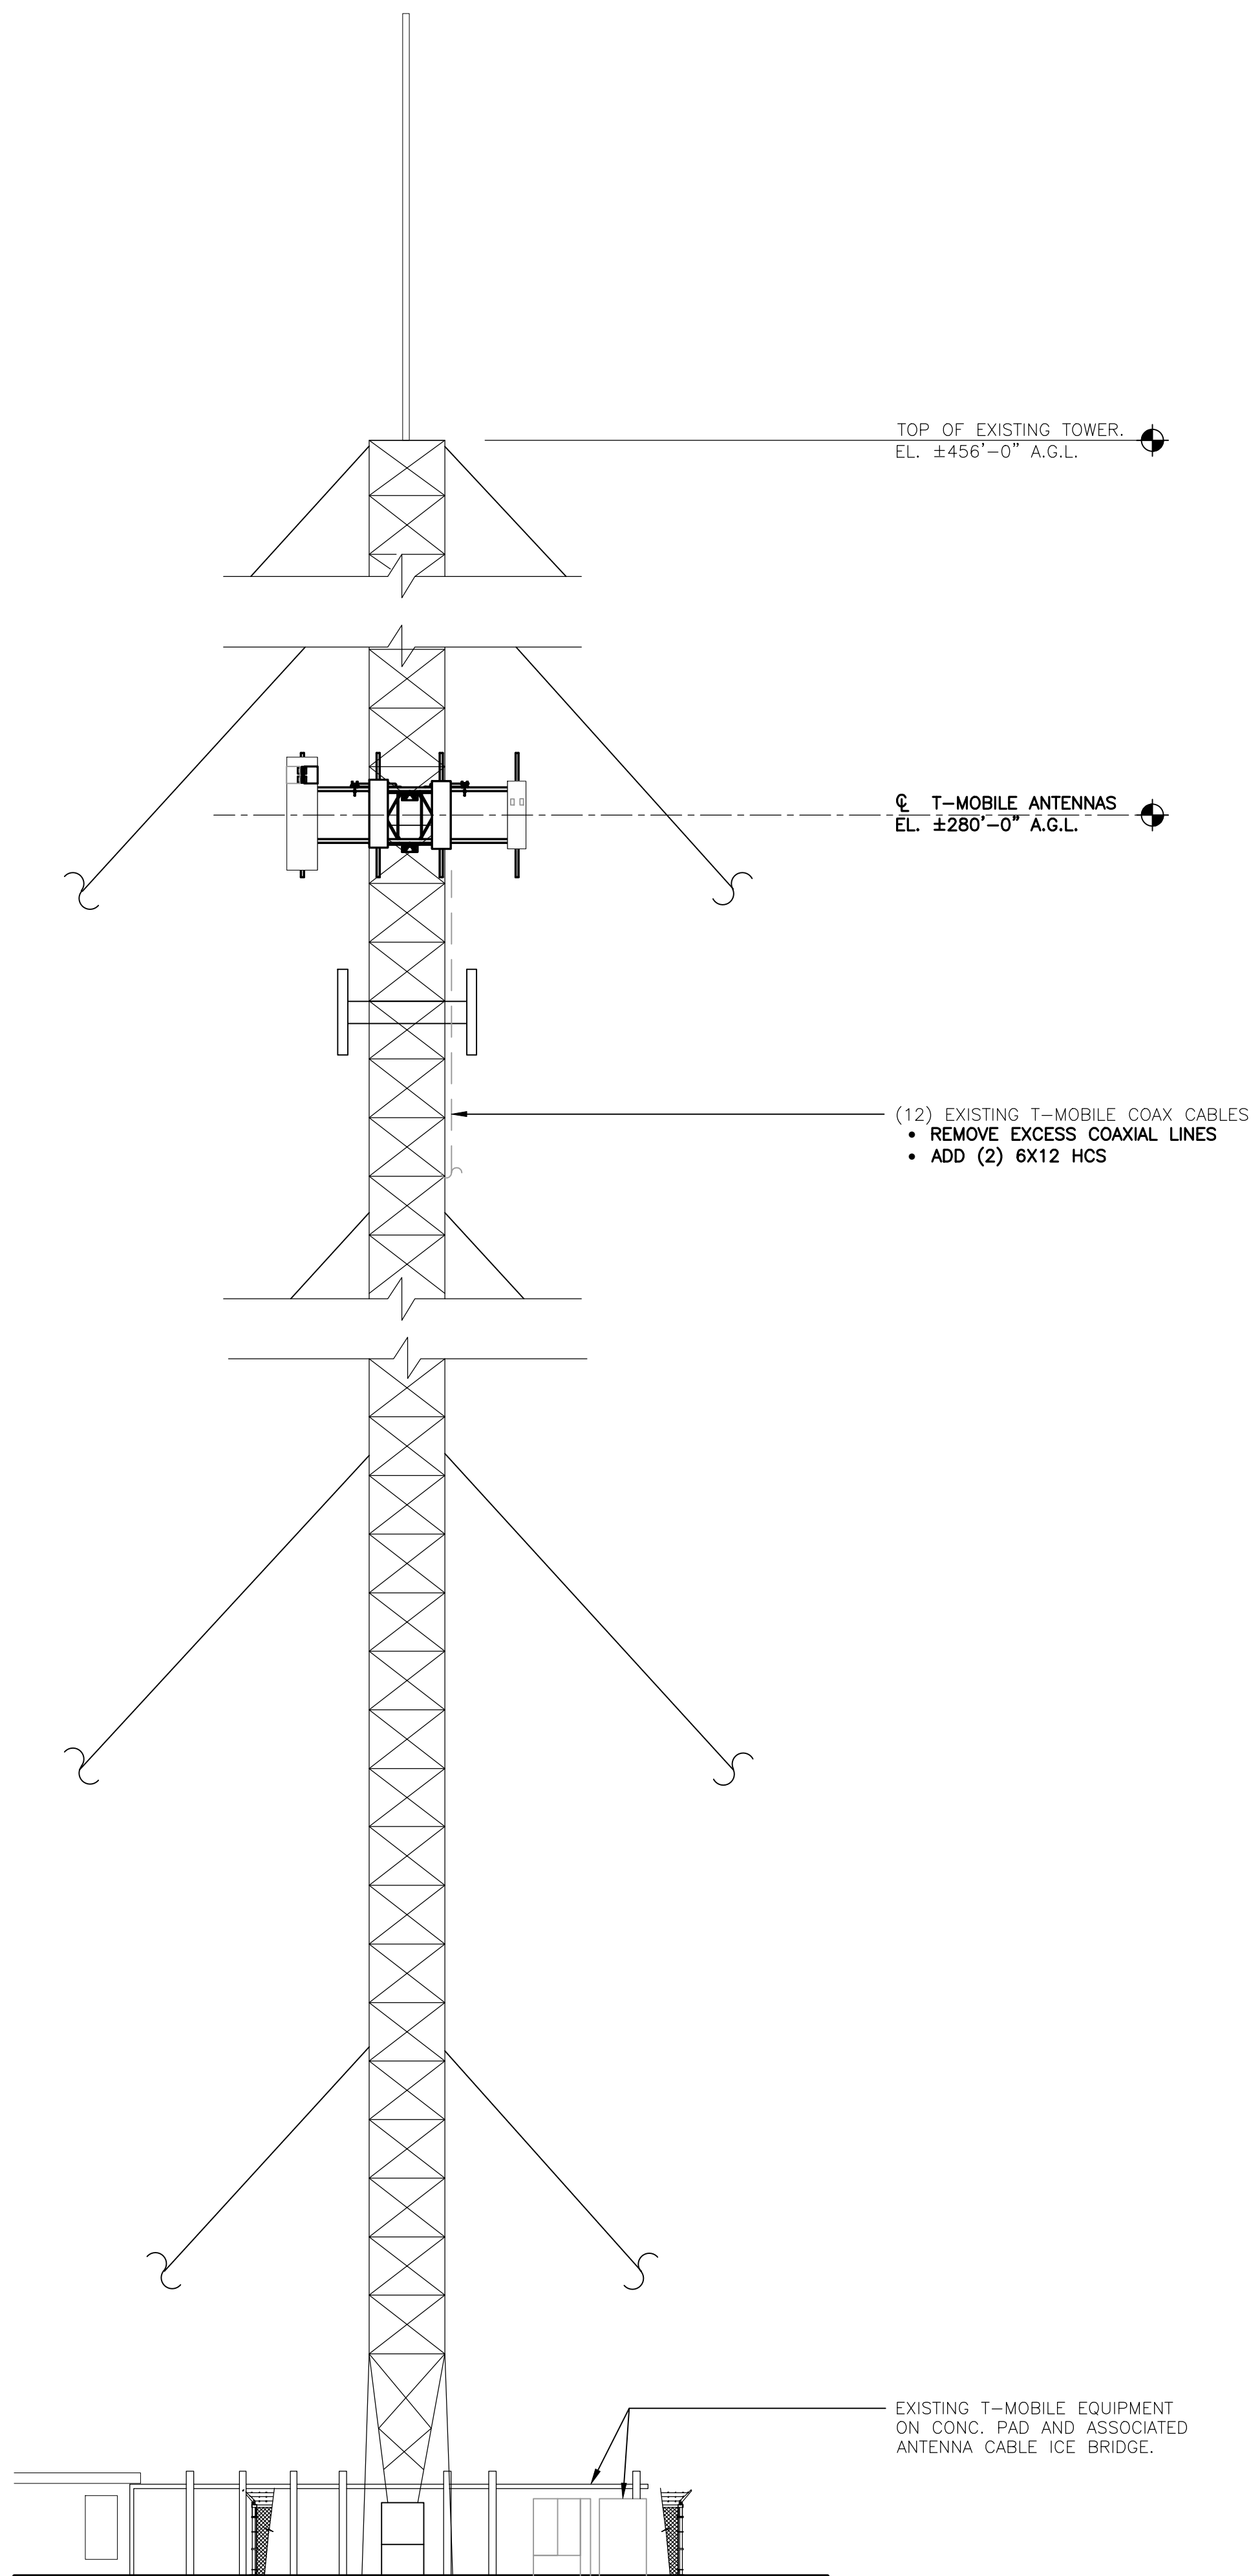 TOP OF EXISTING TOWER.
EL. ±456'-0" A.G.L.
℄ T-MOBILE ANTENNAS
EL. ±280'-0" A.G.L.
(12) EXISTING T-MOBILE COAX CABLES
• REMOVE EXCESS COAXIAL LINES
• ADD (2) 6X12 HCS
EXISTING T-MOBILE EQUIPMENT
ON CONC. PAD AND ASSOCIATED
ANTENNA CABLE ICE BRIDGE.